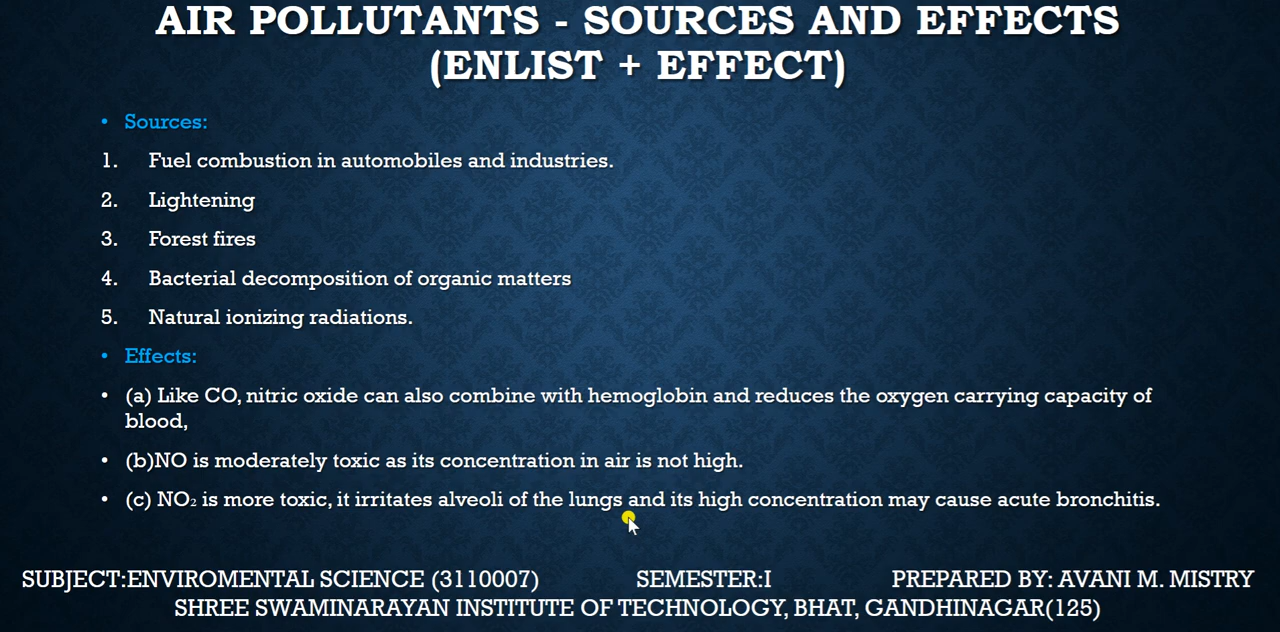 AIR POLLUTANTS - SOURCES AND EFFECTS
(ENLIST + EFFECT)
• Sources:
1. Fuel combustion in automobiles and industries.
2. Lightening
3. Forest fires
4. Bacterial decomposition of organic matters
5. Natural ionizing radiations.
• Effects:
• (a) Like CO, nitric oxide can also combine with hemoglobin and reduces the oxygen carrying capacity of
blood,
• (b)NO is moderately toxic as its concentration in air is not high.
• (c) NO₂ is more toxic, it irritates alveoli of the lungs and its high concentration may cause acute bronchitis.
SUBJECT:ENVIROMENTAL SCIENCE (3110007) SEMESTER:I PREPARED BY: AVANI M. MISTRY
SHREE SWAMINARAYAN INSTITUTE OF TECHNOLOGY, BHAT, GANDHINAGAR(125)